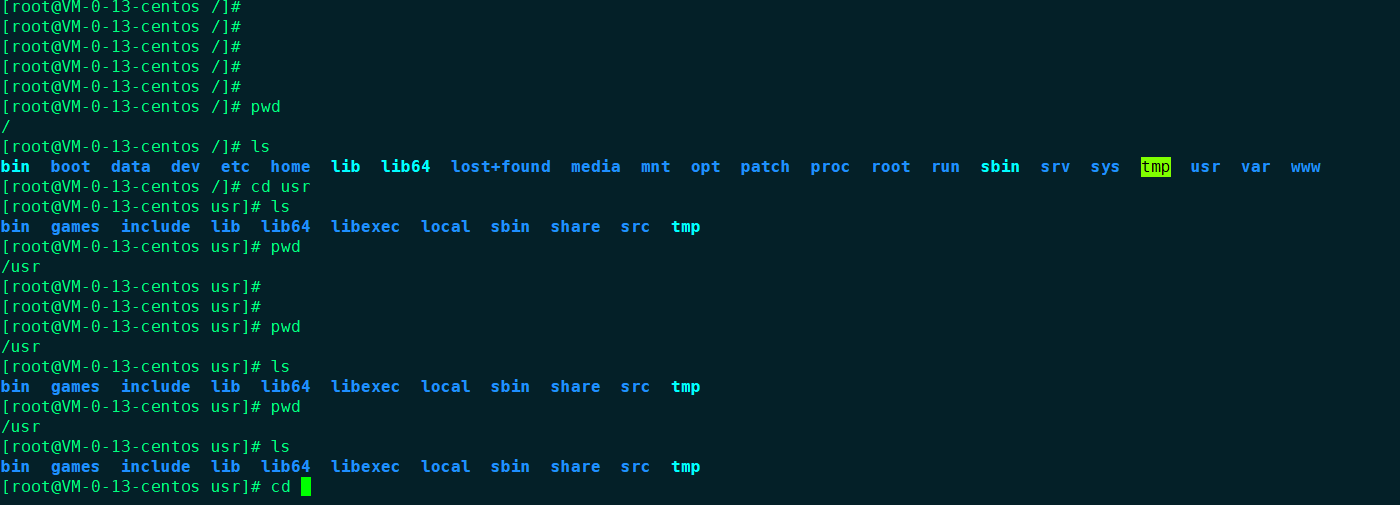 [root@VM-0-13-centos /]#
[root@VM-0-13-centos /]#
[root@VM-0-13-centos /]#
[root@VM-0-13-centos /]#
[root@VM-0-13-centos /]#
[root@VM-0-13-centos /]# pwd
/
[root@VM-0-13-centos /]# ls
bin  boot  data  dev  etc  home  lib  lib64  lost+found  media  mnt  opt  patch  proc  root  run  sbin  srv  sys  tmp  usr  var  www
[root@VM-0-13-centos /]# cd usr
[root@VM-0-13-centos usr]# ls
bin  games  include  lib  lib64  libexec  local  sbin  share  src  tmp
[root@VM-0-13-centos usr]# pwd
/usr
[root@VM-0-13-centos usr]#
[root@VM-0-13-centos usr]#
[root@VM-0-13-centos usr]# pwd
/usr
[root@VM-0-13-centos usr]# ls
bin  games  include  lib  lib64  libexec  local  sbin  share  src  tmp
[root@VM-0-13-centos usr]# pwd
/usr
[root@VM-0-13-centos usr]# ls
bin  games  include  lib  lib64  libexec  local  sbin  share  src  tmp
[root@VM-0-13-centos usr]# cd